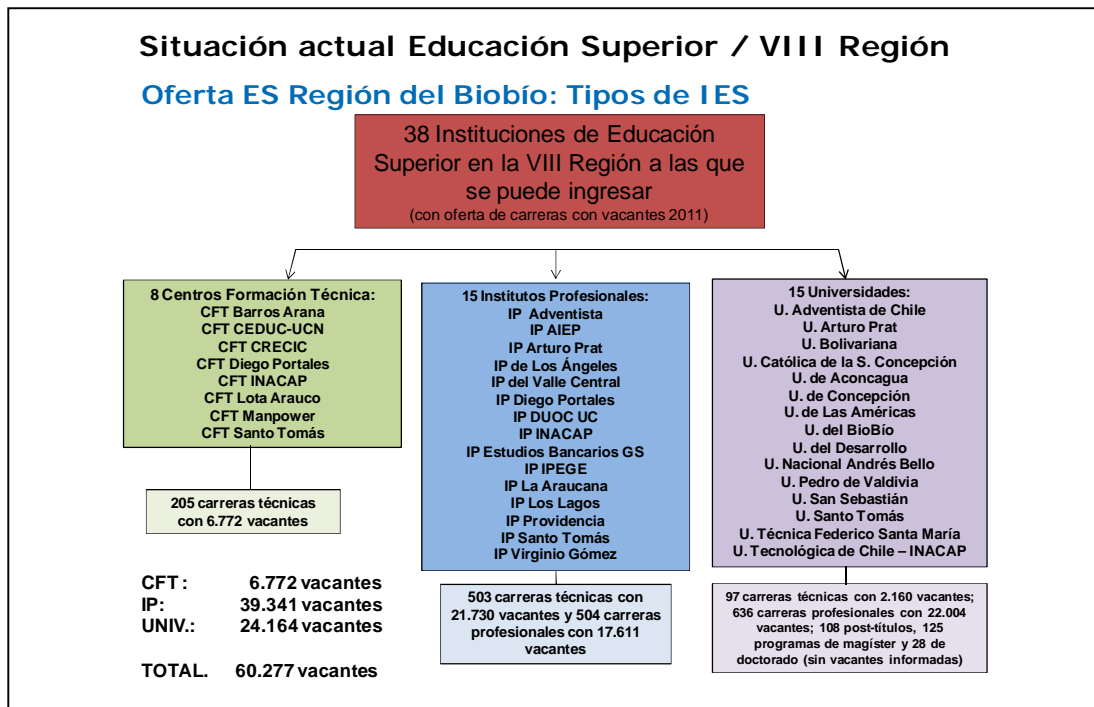 Situación actual Educación Superior / VIII Región
Oferta ES Región del Biobío: Tipos de IES
38 Instituciones de Educación
Superior en la VIII Región a las que
se puede ingresar
(con oferta de carreras con vacantes 2011)
8 Centros Formación Técnica:
CFT Barros Arana
CFT CEDUC-UCN
CFT CRECIC
CFT Diego Portales
CFT INACAP
CFT Lota Arauco
CFT Manpower
CFT Santo Tomás
205 carreras técnicas
con 6.772 vacantes
15 Institutos Profesionales:
IP Adventista
IP AIEP
IP Arturo Prat
IP de Los Ángeles
IP del Valle Central
IP Diego Portales
IP DUOC UC
IP INACAP
IP Estudios Bancarios GS
IP IPEGE
IP La Araucana
IP Los Lagos
IP Providencia
IP Santo Tomás
IP Virginio Gómez
503 carreras técnicas con
21.730 vacantes y 504 carreras
profesionales con 17.611
vacantes
15 Universidades:
U. Adventista de Chile
U. Arturo Prat
U. Bolivariana
U. Católica de la S. Concepción
U. de Aconcagua
U. de Concepción
U. de Las Américas
U. del BioBío
U. del Desarrollo
U. Nacional Andrés Bello
U. Pedro de Valdivia
U. San Sebastián
U. Santo Tomás
U. Técnica Federico Santa María
U. Tecnológica de Chile – INACAP
97 carreras técnicas con 2.160 vacantes;
636 carreras profesionales con 22.004
vacantes; 108 post-títulos, 125
programas de magíster y 28 de
doctorado (sin vacantes informadas)
CFT : 6.772 vacantes
IP: 39.341 vacantes
UNIV.: 24.164 vacantes
TOTAL. 60.277 vacantes